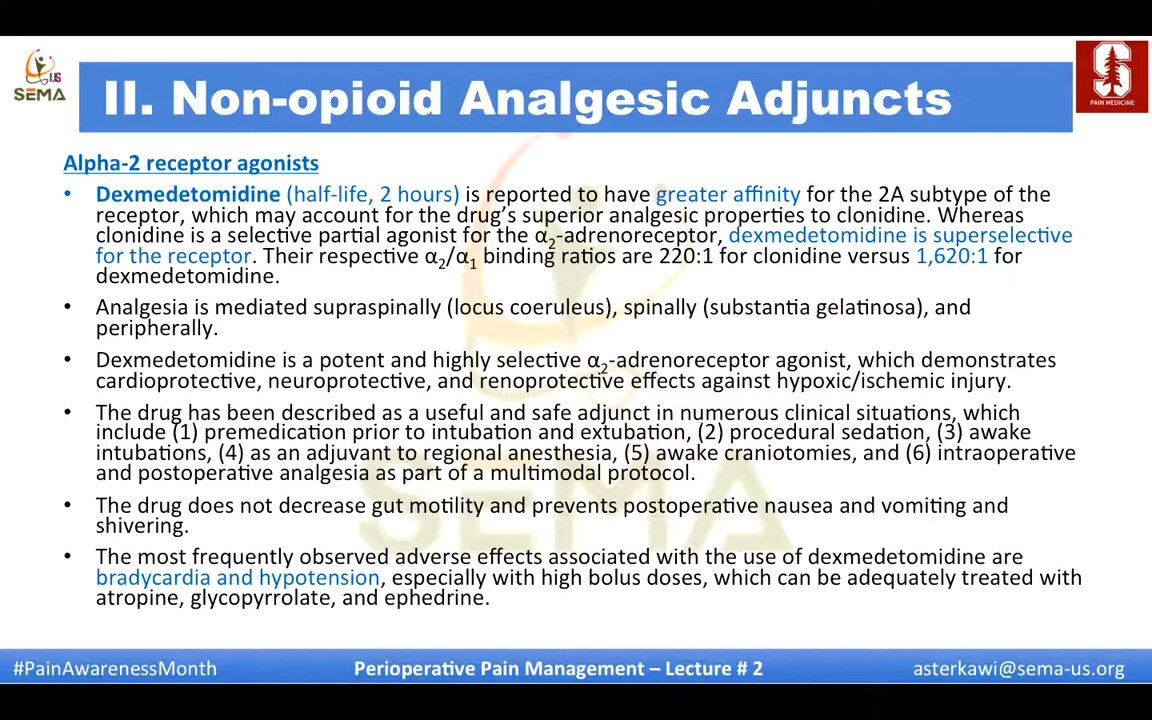 US
SEMA
II. Non-opioid Analgesic Adjuncts
S
PAIN MEDICINE
Alpha-2 receptor agonists
• Dexmedetomidine (half-life, 2 hours) is reported to have greater affinity for the 2A subtype of the
receptor, which may account for the drug's superior analgesic properties to clonidine. Whereas
clonidine is a selective partial agonist for the α₂-adrenoreceptor, dexmedetomidine is superselective
for the receptor. Their respective α₂/α₁ binding ratios are 220:1 for clonidine versus 1,620:1 for
dexmedetomidine.
• Analgesia is mediated supraspinally (locus coeruleus), spinally (substantia gelatinosa), and
peripherally.
• Dexmedetomidine is a potent and highly selective α₂-adrenoreceptor agonist, which demonstrates
cardioprotective, neuroprotective, and renoprotective effects against hypoxic/ischemic injury.
• The drug has been described as a useful and safe adjunct in numerous clinical situations, which
include (1) premedication prior to intubation and extubation, (2) procedural sedation, (3) awake
intubations, (4) as an adjuvant to regional anesthesia, (5) awake craniotomies, and (6) intraoperative
and postoperative analgesia as part of a multimodal protocol.
• The drug does not decrease gut motility and prevents postoperative nausea and vomiting and
shivering.
• The most frequently observed adverse effects associated with the use of dexmedetomidine are
bradycardia and hypotension, especially with high bolus doses, which can be adequately treated with
atropine, glycopyrrolate, and ephedrine.
SEMA
#PainAwarenessMonth
Perioperative Pain Management – Lecture # 2
asterkawi@sema-us.org